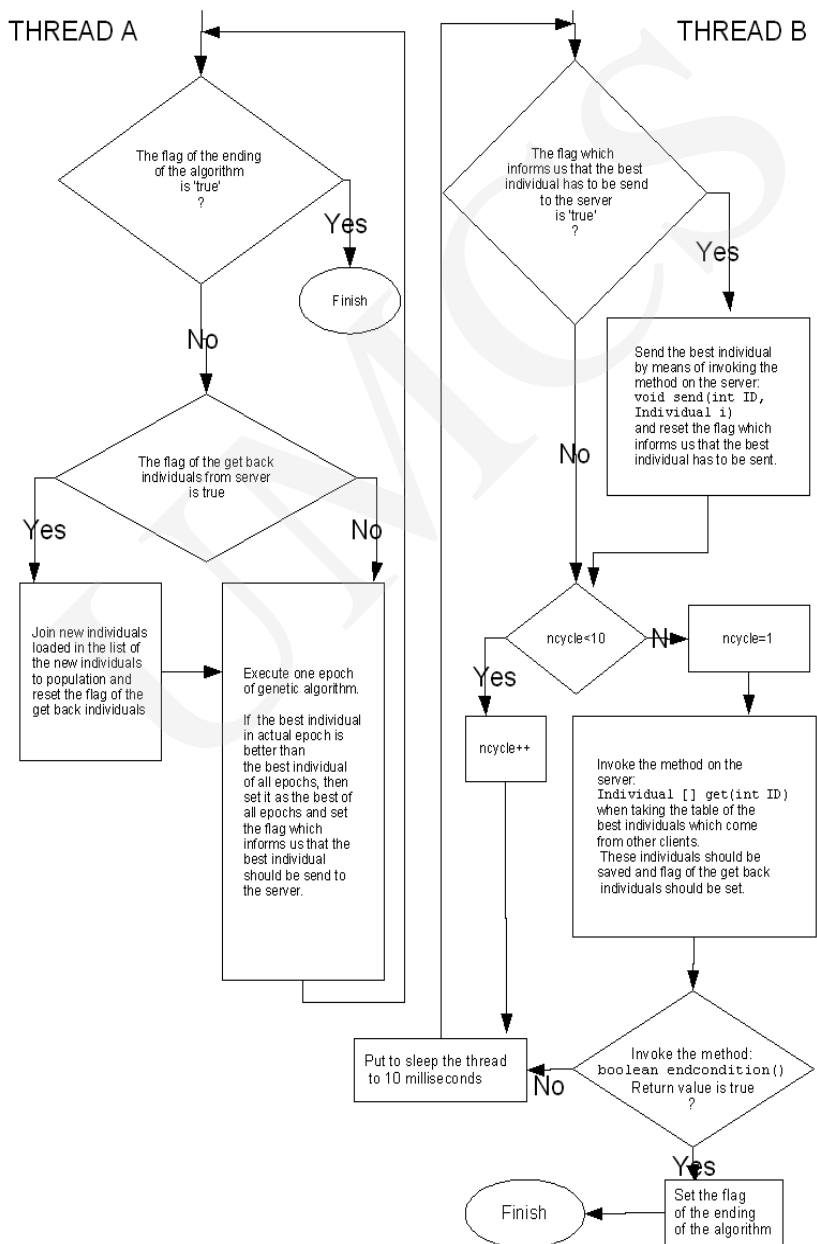 THREAD A
The flag of the ending
of the algorithm
is 'true'
?
Yes
Finish
No
The flag of the get back
individuals from server
is true
Yes
No
Join new individuals
loaded in the list of
the new individuals
to population and
reset the flag of the
get back individuals
Execute one epoch
of genetic algorithm.
If the best individual
in actual epoch is
better than
the best individual
of all epochs, then
set it as the best of
all epochs and set
the flag which
informs us that the
best individual
should be send to
the server.
THREAD B
The flag which
informs us that the best
individual has to be send
to the server
is 'true'
?
Yes
Send the best individual
by means of invoking the
method on the server:
void send(int ID,
Individual i)
and reset the flag which
informs us that the best
individual has to be sent.
No
ncycle<10
N
ncycle=1
Yes
ncycle++
Invoke the method on the
server:
Individual [] get(int ID)
when taking the table of the
best individuals which come
from other clients.
These individuals should be
saved and flag of the get back
individuals should be set.
Put to sleep the thread
to 10 milliseconds
No
Invoke the method:
boolean endcondition()
Return value is true
?
Yes
Set the flag
of the ending
of the algorithm
Finish
UMCS